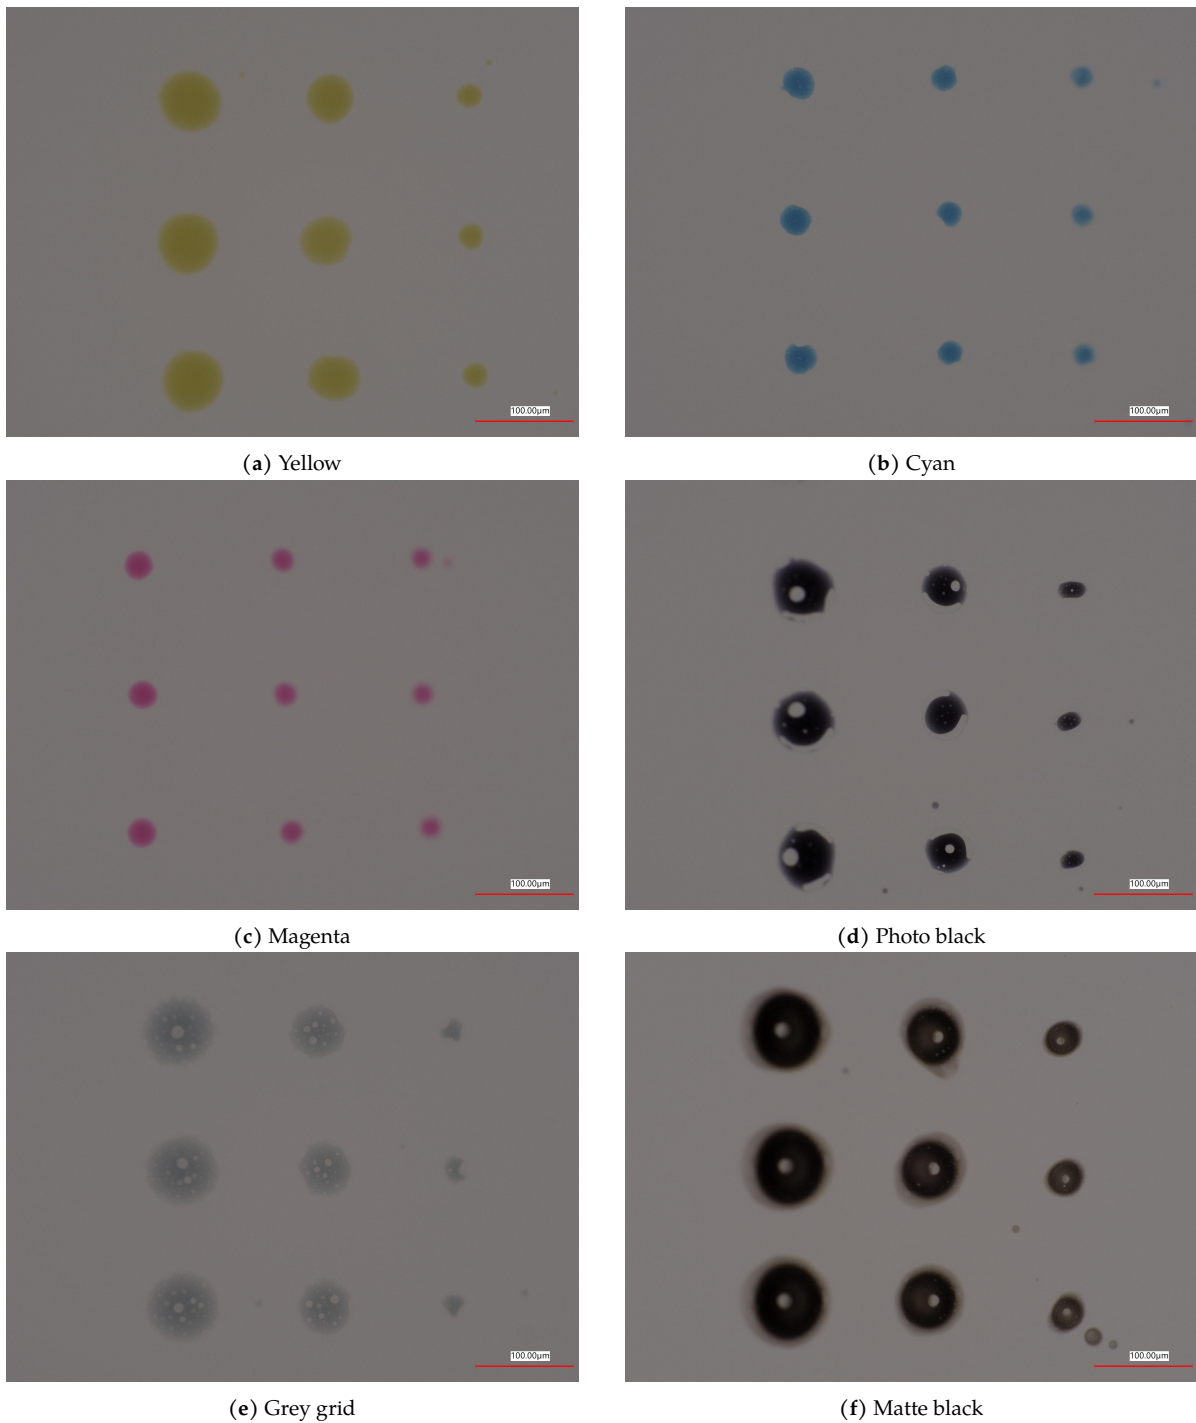 100.00µm
100.00µm
(a) Yellow
(b) Cyan
100.00µm
100.00µm
(c) Magenta
(d) Photo black
100.00µm
100.00µm
(e) Grey grid
(f) Matte black